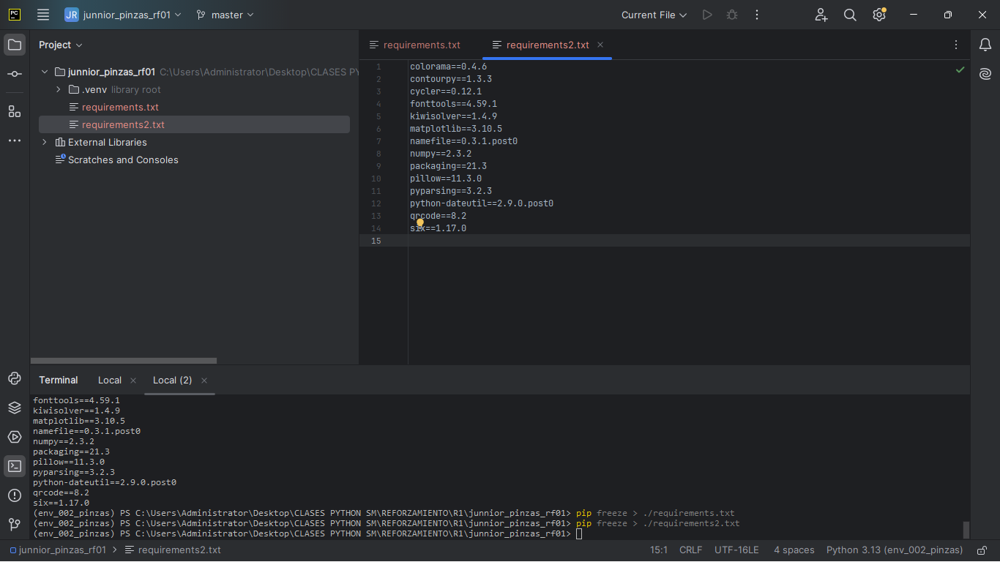 PC
JR junnior_pinzas_rf01
master
Current File
Project
junnior_pinzas_rf01 C:\Users\Administrator\Desktop\CLASES PY
.venv library root
requirements.txt
requirements2.txt
External Libraries
Scratches and Consoles
requirements.txt
requirements2.txt
1 colorama==0.4.6
2 contourpy==1.3.3
3 cycler==0.12.1
4 fonttools==4.59.1
5 kiwisolver==1.4.9
6 matplotlib==3.10.5
7 namefile==0.3.1.post0
8 numpy==2.3.2
9 packaging==21.3
10 pillow==11.3.0
11 pyparsing==3.2.3
12 python-dateutil==2.9.0.post0
13 qrcode==8.2
14 six==1.17.0
15
Terminal
Local
Local (2)
fonttools==4.59.1
kiwisolver==1.4.9
matplotlib==3.10.5
namefile==0.3.1.post0
numpy==2.3.2
packaging==21.3
pillow==11.3.0
pyparsing==3.2.3
python-dateutil==2.9.0.post0
qrcode==8.2
six==1.17.0
(env_002_pinzas) PS C:\Users\Administrator\Desktop\CLASES PYTHON SM\REFORZAMIENTO\R1\junnior_pinzas_rf01> pip freeze > ./requirements.txt
(env_002_pinzas) PS C:\Users\Administrator\Desktop\CLASES PYTHON SM\REFORZAMIENTO\R1\junnior_pinzas_rf01> pip freeze > ./requirements2.txt
(env_002_pinzas) PS C:\Users\Administrator\Desktop\CLASES PYTHON SM\REFORZAMIENTO\R1\junnior_pinzas_rf01>
junnior_pinzas_rf01 > requirements2.txt
15:1 CRLF UTF-16LE 4 spaces Python 3.13 (env_002_pinzas)